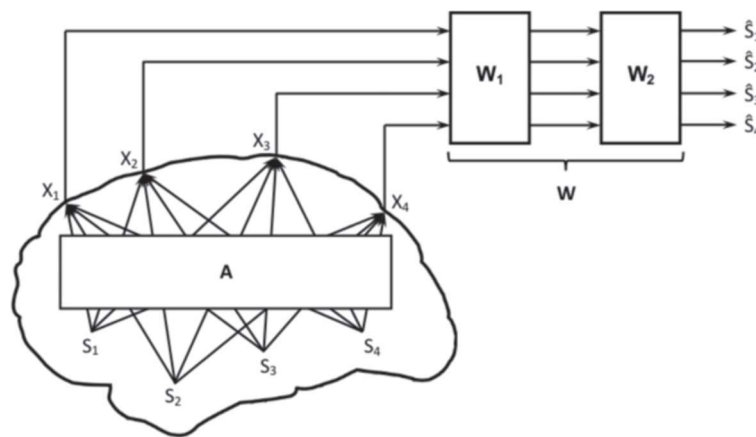 Ŝ
W₁
W₂
Ŝ
Ŝ
Ŝ
W
X₁
X₂
X₃
X₄
A
S₁
S₂
S₃
S₄